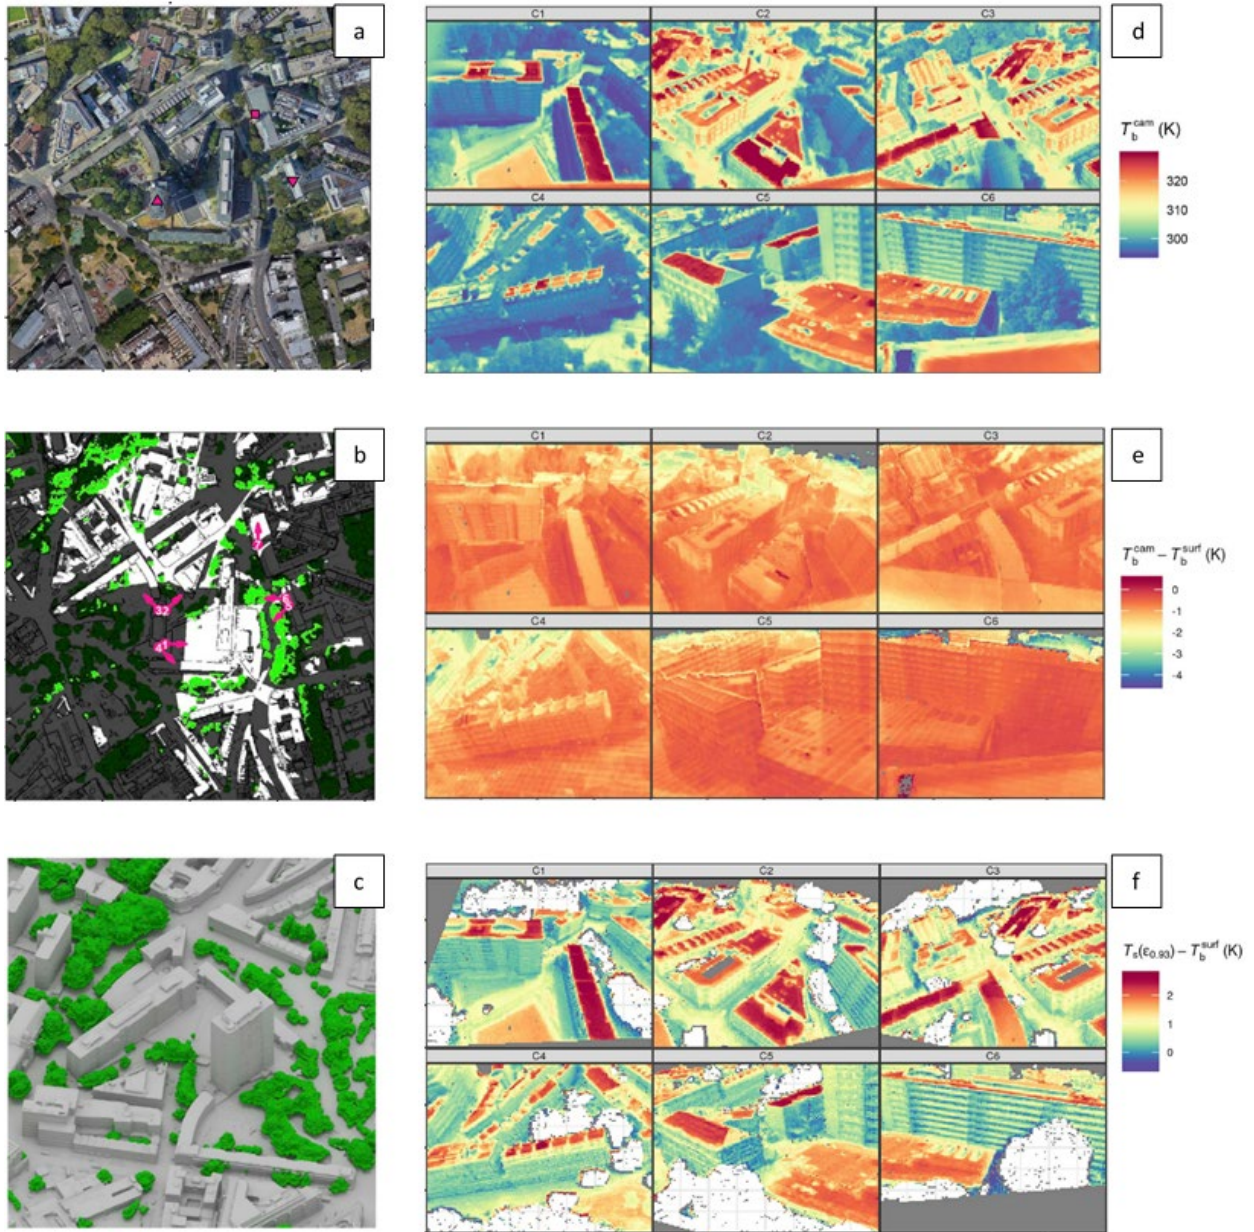 a
C1
C2
C3
d
T_b^cam (K)
320
310
300
C4
C5
C6
b
32
41
C1
C2
C3
e
T_b^cam – T_b^surf (K)
0
-1
-2
-3
-4
C4
C5
C6
c
C1
C2
C3
f
T_s(ε_0.93) – T_b^surf (K)
2
1
0
C4
C5
C6